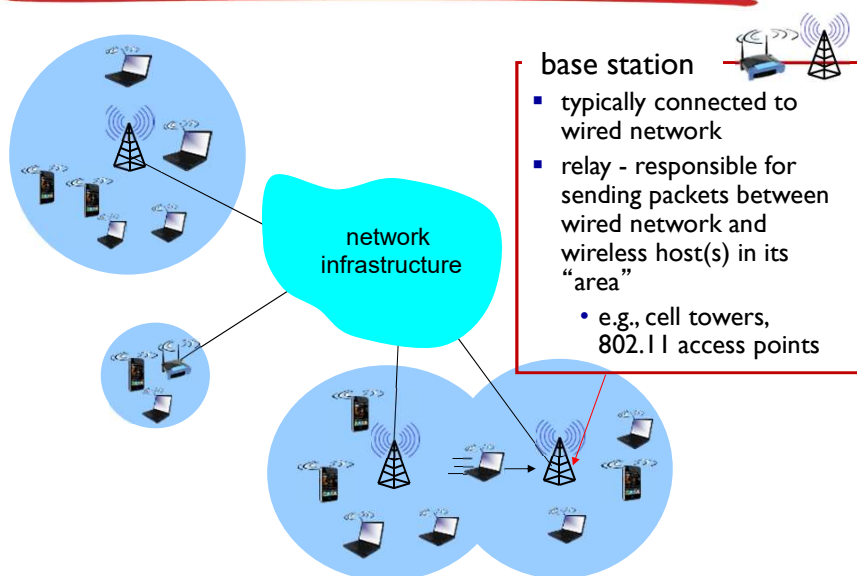 base station
▪ typically connected to
wired network
▪ relay - responsible for
sending packets between
wired network and
wireless host(s) in its
“area”
• e.g., cell towers,
802.11 access points
network
infrastructure